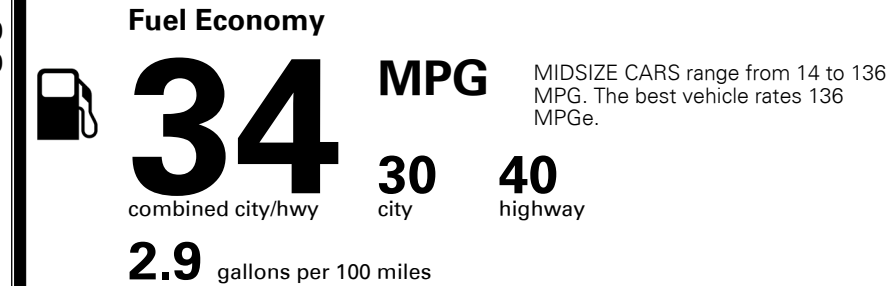 Fuel Economy
34
MPG
MIDSIZE CARS range from 14 to 136
MPG. The best vehicle rates 136
MPGe.
combined city/hwy
30
city
40
highway
2.9 gallons per 100 miles